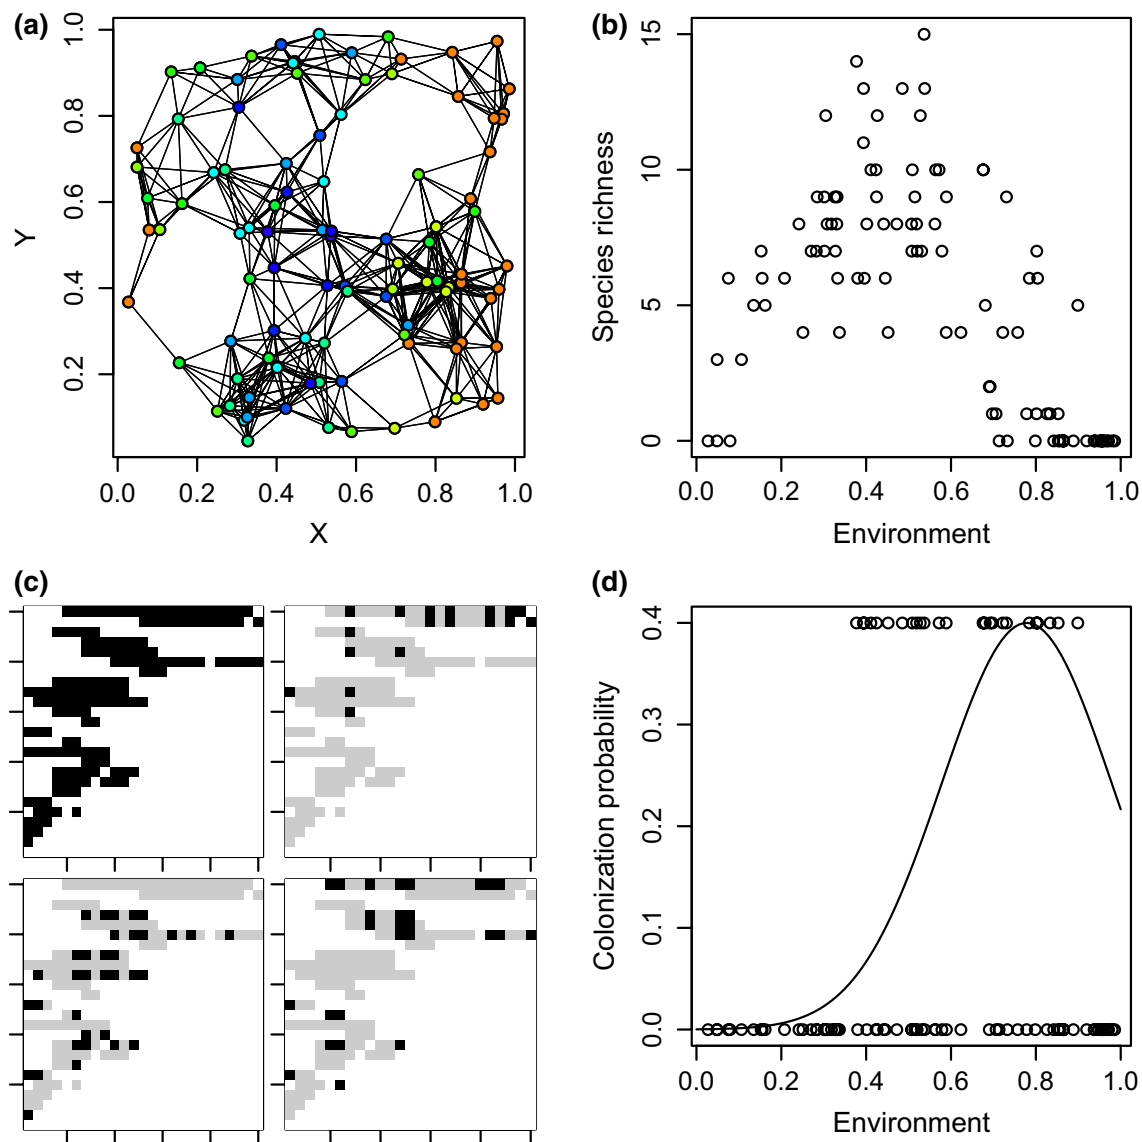 (a)
1.0
0.8
0.6
0.4
0.2
Y
0.0 0.2 0.4 0.6 0.8 1.0
X
(b)
15
10
5
0
Species richness
0.0 0.2 0.4 0.6 0.8 1.0
Environment
(c)
(d)
0.4
0.3
0.2
0.1
0.0
Colonization probability
0.0 0.2 0.4 0.6 0.8 1.0
Environment